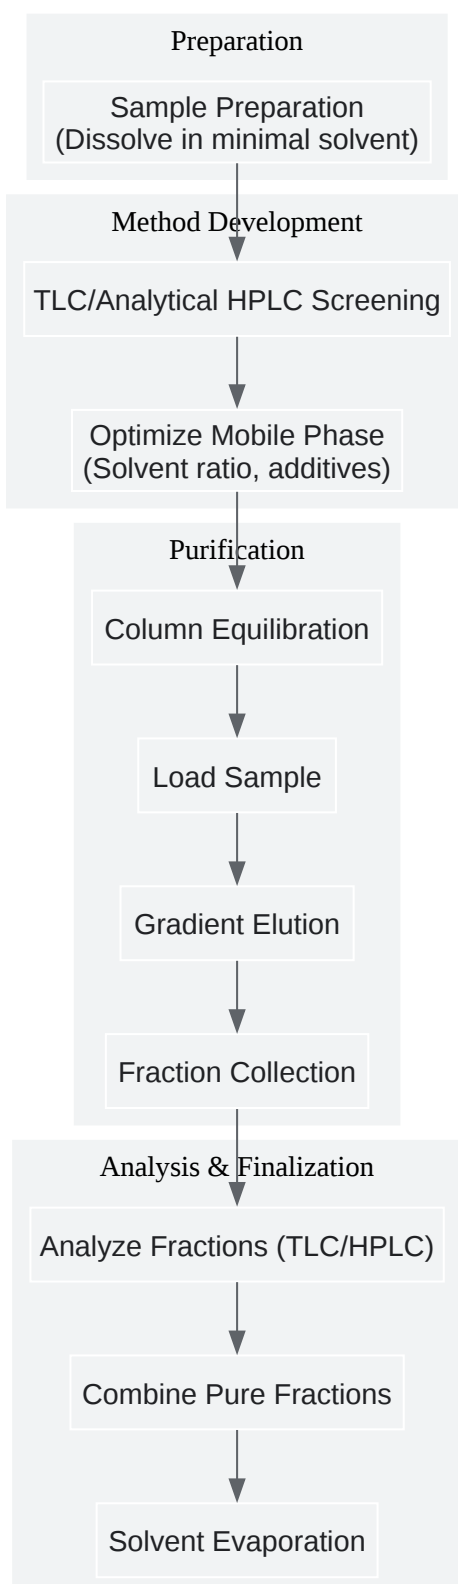 Preparation
Sample Preparation
(Dissolve in minimal solvent)
Method Development
TLC/Analytical HPLC Screening
Optimize Mobile Phase
(Solvent ratio, additives)
Purification
Column Equilibration
Load Sample
Gradient Elution
Fraction Collection
Analysis & Finalization
Analyze Fractions (TLC/HPLC)
Combine Pure Fractions
Solvent Evaporation